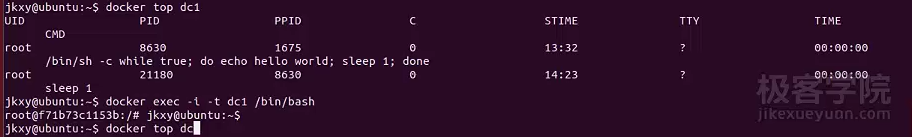 jkxy@ubuntu:~$ docker top dc1
UID PID PPID C STIME TTY TIME
CMD
root 8630 1675 0 13:32 ? 00:00:00
/bin/sh -c while true; do echo hello world; sleep 1; done
root 21180 8630 0 14:23 ? 00:00:00
sleep 1
jkxy@ubuntu:~$ docker exec -i -t dc1 /bin/bash
root@f71b73c1153b:/# jkxy@ubuntu:~$
jkxy@ubuntu:~$ docker top dc
极客学院
jikexueyuan.com